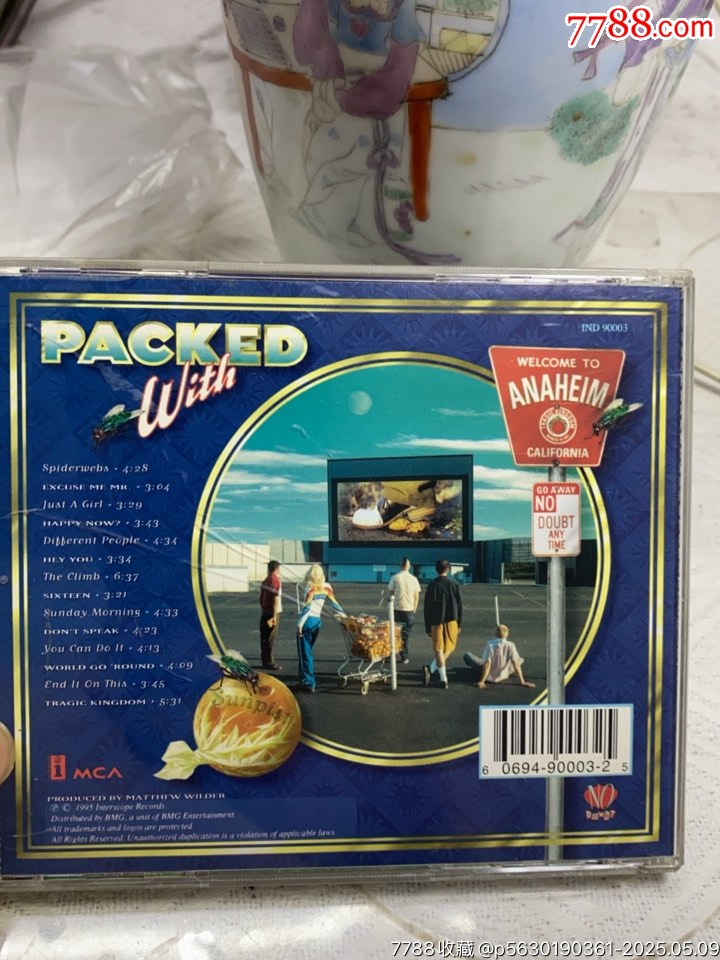 7788.com
PACKED
With
IND 90003
WELCOME TO
ANAHEIM
CALIFORNIA
GO AWAY
NO
DOUBT
ANY
TIME
Spiderwebs • 4:28
EXCUSE ME MR. • 3:04
Just A Girl • 3:29
HAPPY NOW? • 3:43
Different People • 4:34
HEY YOU • 3:34
The Climb • 6:37
SIXTEEN • 3:21
Sunday Morning • 4:33
DON'T SPEAK • 4:23
You Can Do It • 4:13
WORLD GO 'ROUND • 4:09
End It On This • 3:45
TRAGIC KINGDOM • 5:31
Sunpist
i MCA
6 0694-90003-2 5
PRODUCED BY MATTHEW WILDER
℗ © 1995 Interscope Records.
Distributed by BMG, a unit of BMG Entertainment
All trademarks and logos are protected.
All Rights Reserved. Unauthorized duplication is a violation of applicable laws
NO
DOUBT
7788收藏 @p5630190361-2025.05.09